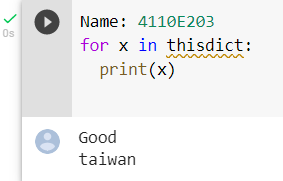 0s
Name: 4110E203
for x in thisdict:
  print(x)
Good
taiwan